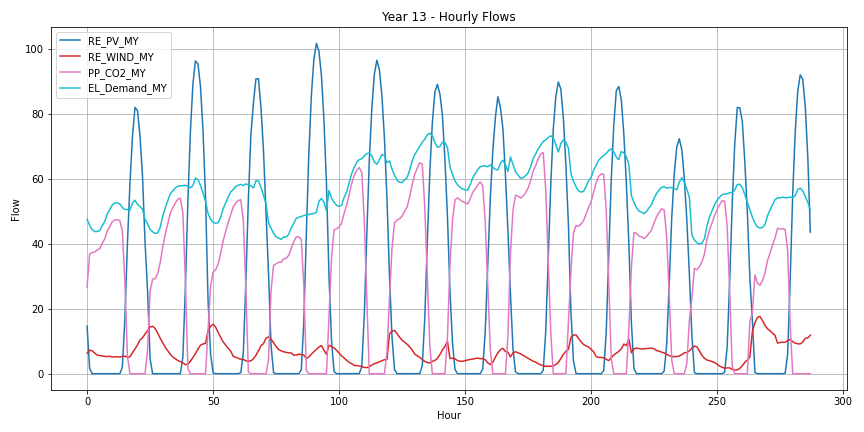 Year 13 - Hourly Flows
RE_PV_MY
RE_WIND_MY
PP_CO2_MY
EL_Demand_MY
100
80
60
40
20
0
Flow
0
50
100
150
200
250
300
Hour